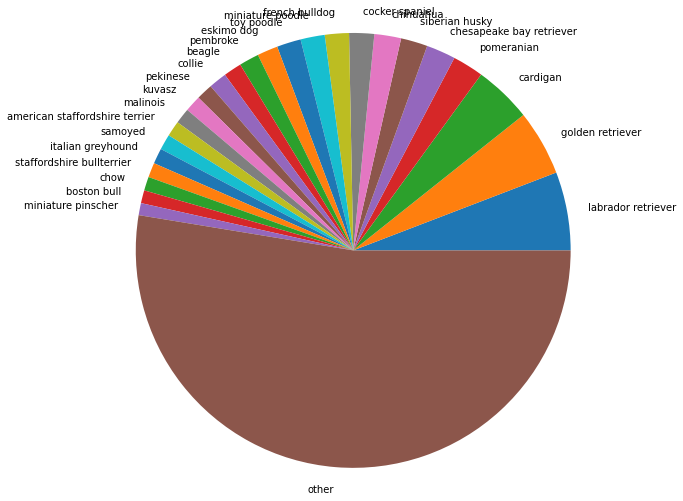 french bulldog
cocker spaniel
miniature poodle
chihuahua
toy poodle
siberian husky
eskimo dog
chesapeake bay retriever
pembroke
pomeranian
beagle
collie
cardigan
pekinese
kuvasz
malinois
american staffordshire terrier
golden retriever
samoyed
italian greyhound
staffordshire bullterrier
chow
boston bull
miniature pinscher
labrador retriever
other